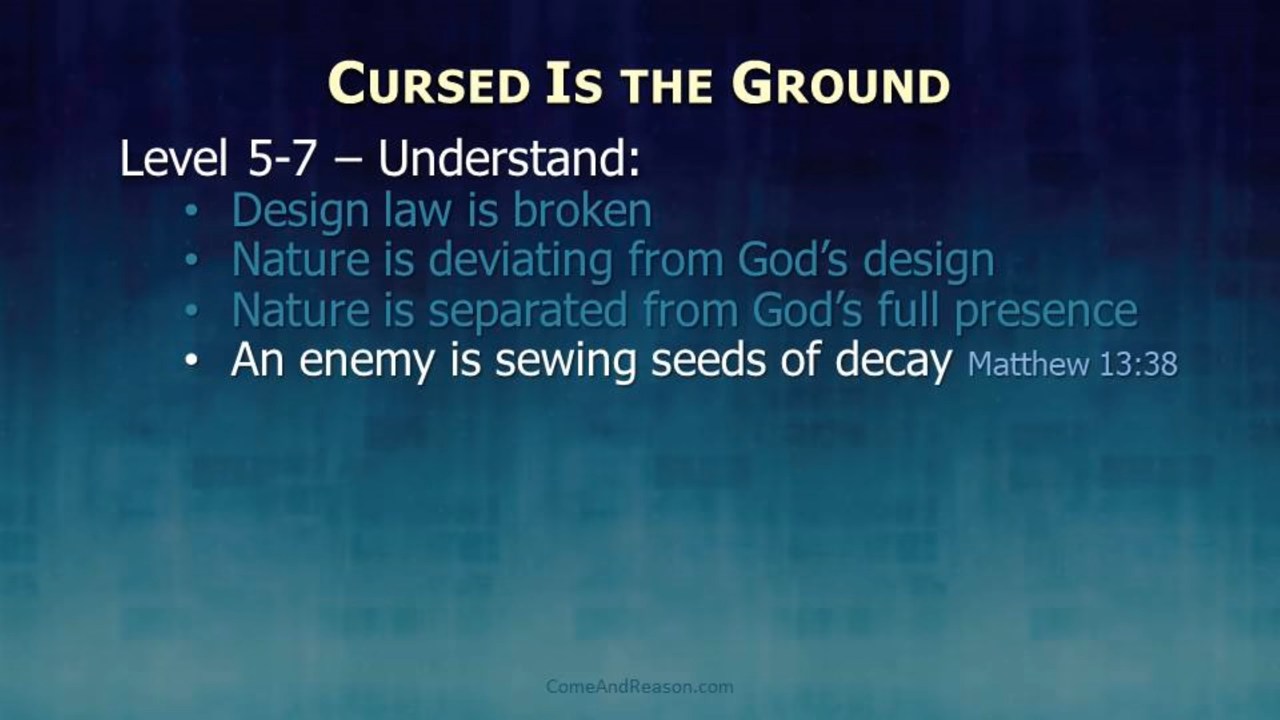 Cursed Is the Ground
Level 5-7 – Understand:
• Design law is broken
• Nature is deviating from God’s design
• Nature is separated from God’s full presence
• An enemy is sewing seeds of decay Matthew 13:38
ComeAndReason.com